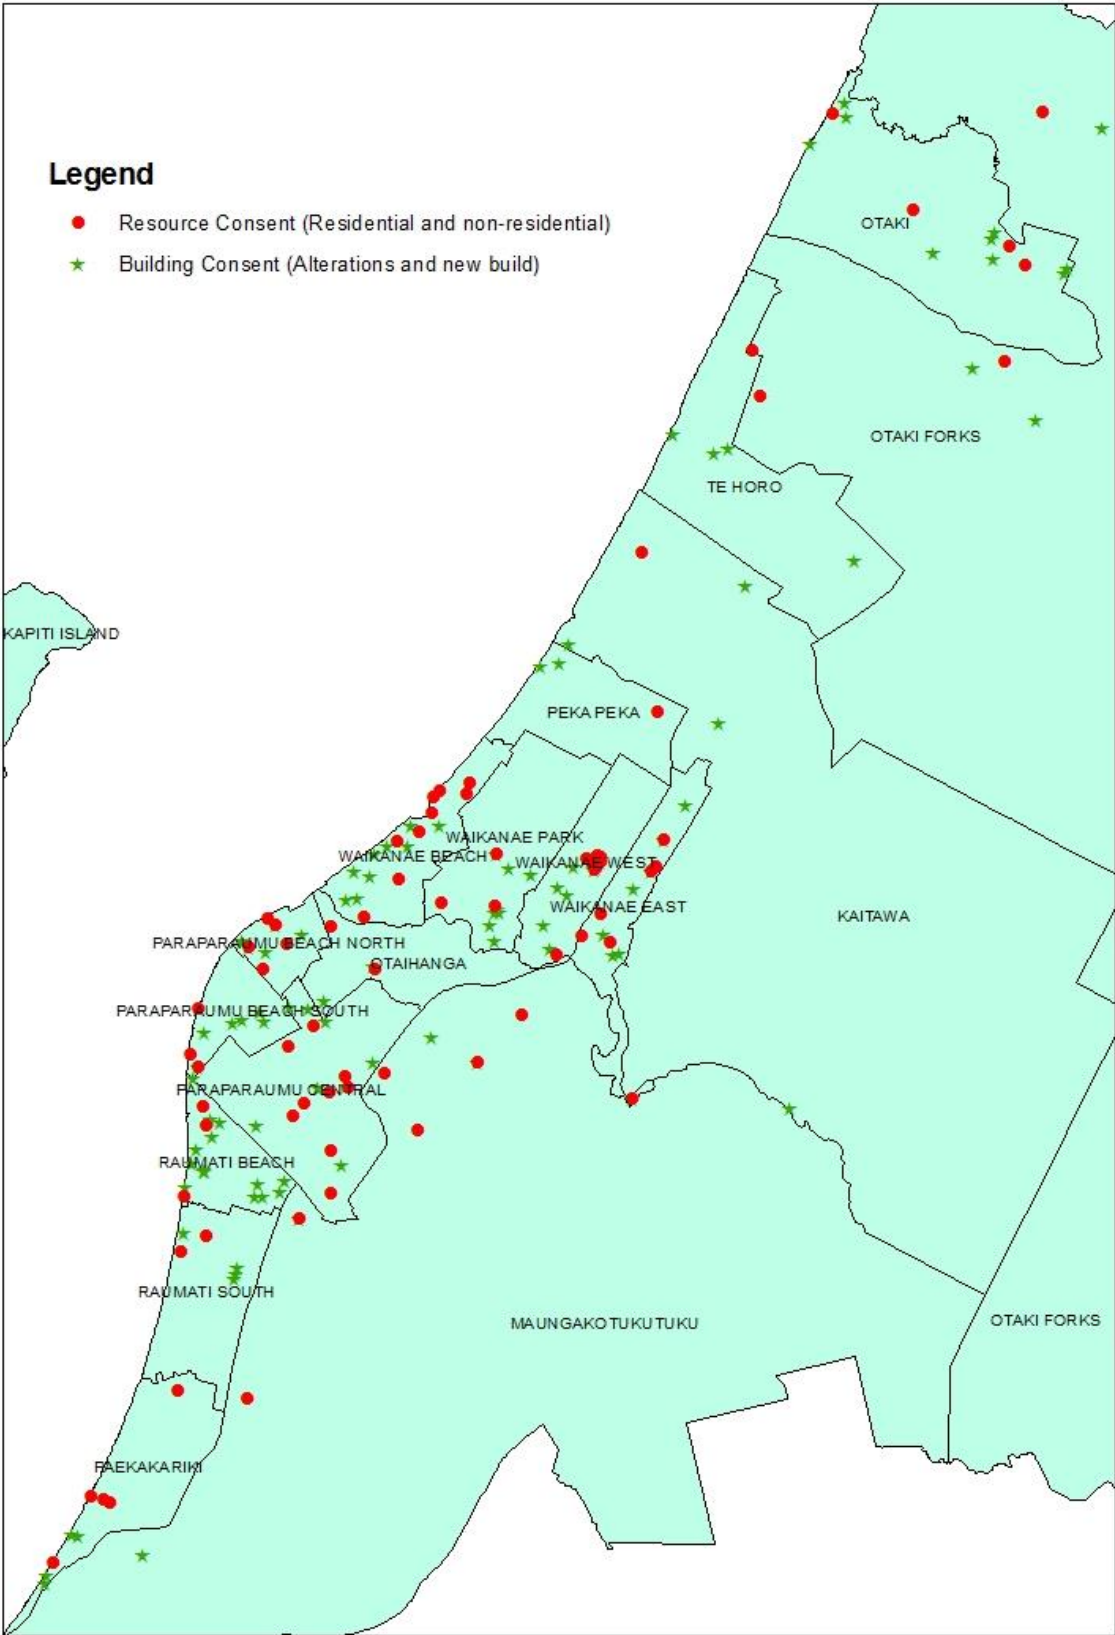 Legend
Resource Consent (Residential and non-residential)
Building Consent (Alterations and new build)
OTAKI
OTAKI FORKS
TE HORO
KAPITI ISLAND
PEKA PEKA
WAIKANAE PARK
WAIKANAE BEACH
WAIKANAE WEST
WAIKANAE EAST
KAITAWA
PARAPARAUMU BEACH NORTH
OTAIHANGA
PARAPARAUMU BEACH SOUTH
PARAPARAUMU CENTRAL
RAUMATI BEACH
RAUMATI SOUTH
MAUNGAKOTUKUTUKU
OTAKI FORKS
PAEKAKARIKI